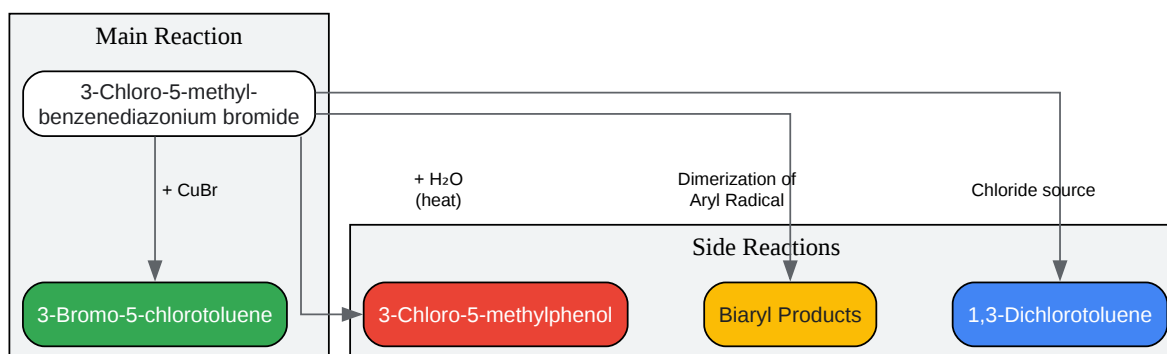 Main Reaction
3-Chloro-5-methyl-
benzenediazonium bromide
+ CuBr
+ H₂O
(heat)
Dimerization of
Aryl Radical
Chloride source
Side Reactions
3-Bromo-5-chlorotoluene
3-Chloro-5-methylphenol
Biaryl Products
1,3-Dichlorotoluene